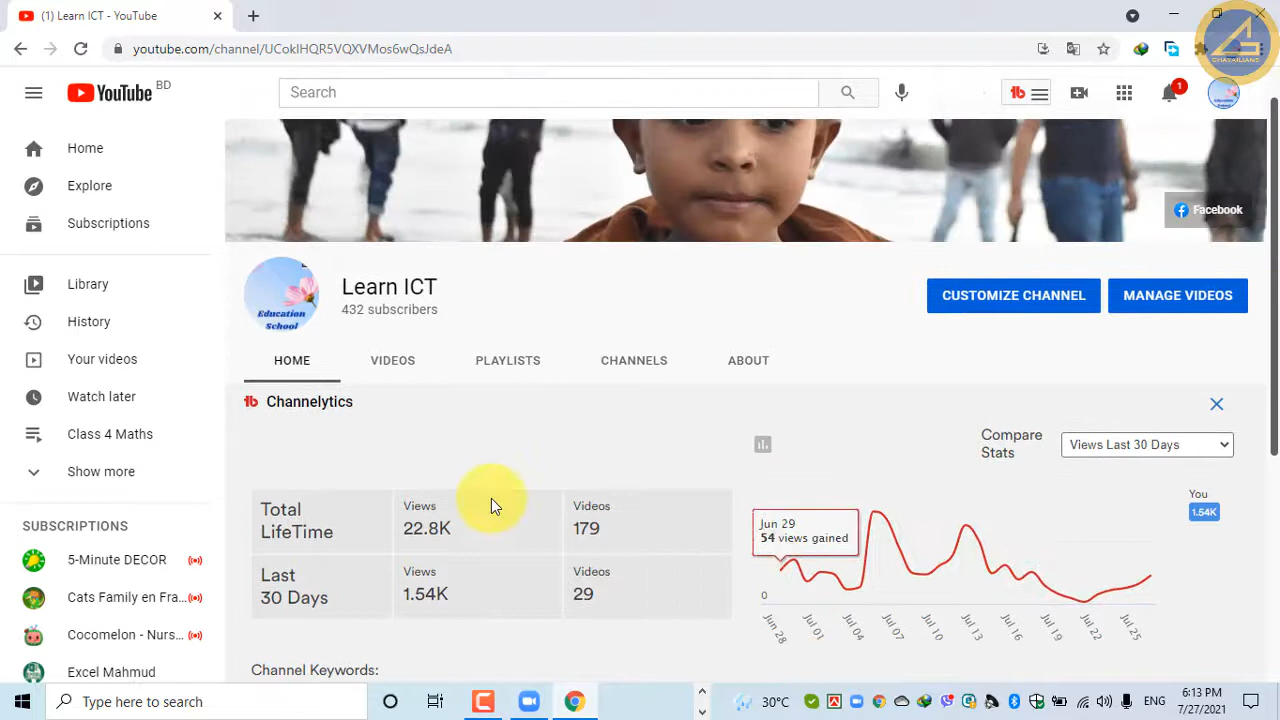 (1) Learn ICT - YouTube
youtube.com/channel/UCokIHQR5VQXVMos6wQsJdeA
GHATAILIANS
YouTube BD
Search
1
Home
Explore
Subscriptions
Library
History
Your videos
Watch later
Class 4 Maths
Show more
SUBSCRIPTIONS
5-Minute DECOR
Cats Family en Fra...
Cocomelon - Nurs...
Excel Mahmud
Facebook
Education
School
Learn ICT
432 subscribers
CUSTOMIZE CHANNEL
MANAGE VIDEOS
HOME
VIDEOS
PLAYLISTS
CHANNELS
ABOUT
Channelytics
Compare
Stats
Views Last 30 Days
Total
LifeTime
Views
22.8K
Videos
179
Last
30 Days
Views
1.54K
Videos
29
Jun 29
54 views gained
You
1.54K
0
Jun 28
Jul 01
Jul 04
Jul 07
Jul 10
Jul 13
Jul 16
Jul 19
Jul 22
Jul 25
Channel Keywords:
Type here to search
30°C
ENG
6:13 PM
7/27/2021